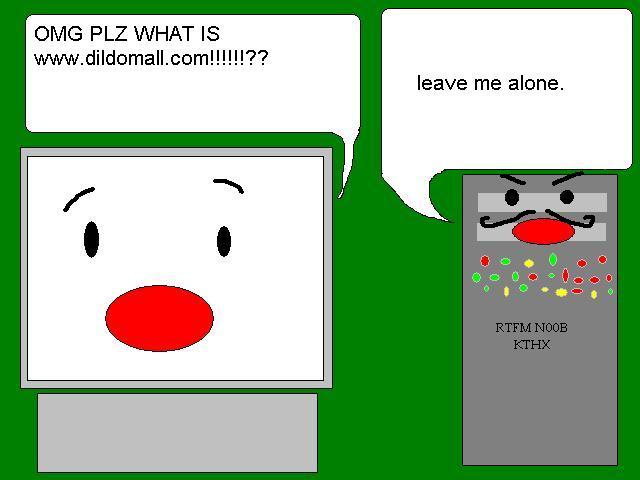 OMG PLZ WHAT IS
www.dildomall.com!!!!!!??
leave me alone.
RTFM N00B
KTHX